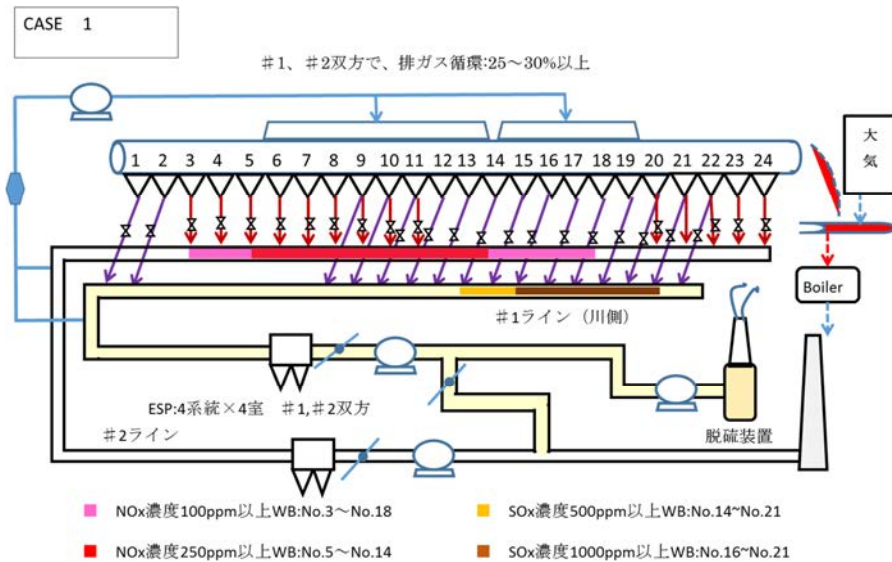 CASE 1
#1、#2双方で、排ガス循環:25～30%以上
大
気
1 2 3 4 5 6 7 8 9 10 11 12 13 14 15 16 17 18 19 20 21 22 23 24
Boiler
#1ライン（川側）
ESP:4系統×4室 #1,#2双方
#2ライン
脱硫装置
NOx濃度100ppm以上WB:No.3～No.18
SOx濃度500ppm以上WB:No.14~No.21
NOx濃度250ppm以上WB:No.5～No.14
SOx濃度1000ppm以上WB:No.16~No.21